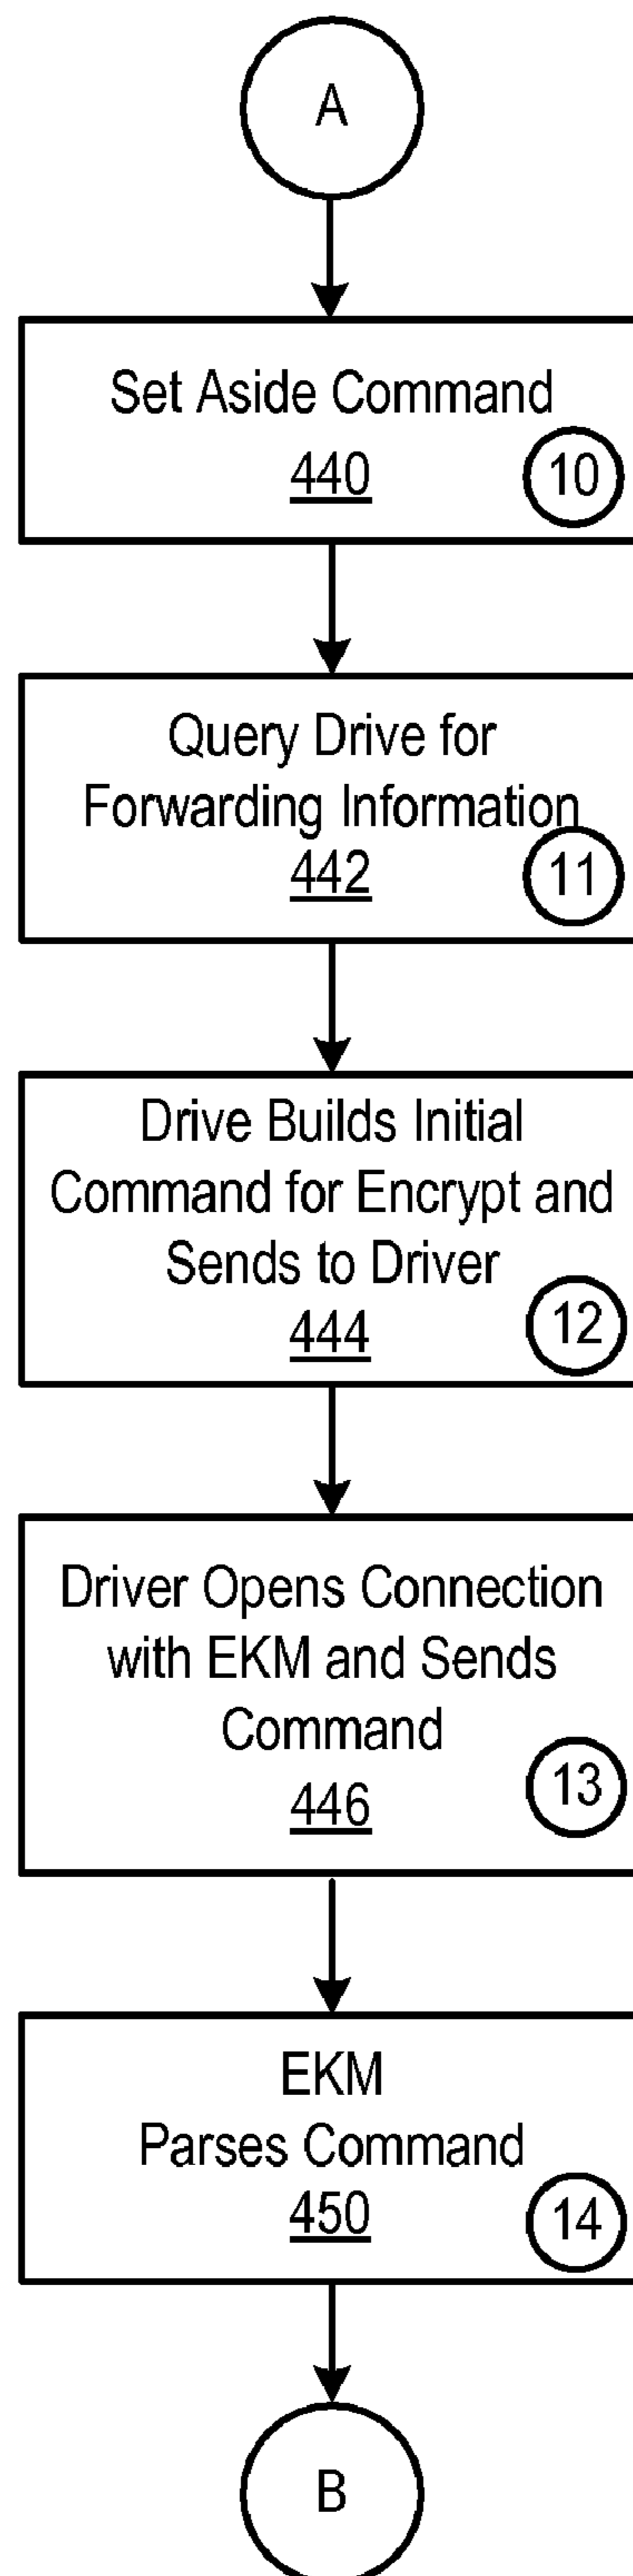 A
Set Aside Command
440
10
Query Drive for
Forwarding Information
442
11
Drive Builds Initial
Command for Encrypt and
Sends to Driver
444
12
Driver Opens Connection
with EKM and Sends
Command
446
13
EKM
Parses Command
450
14
B